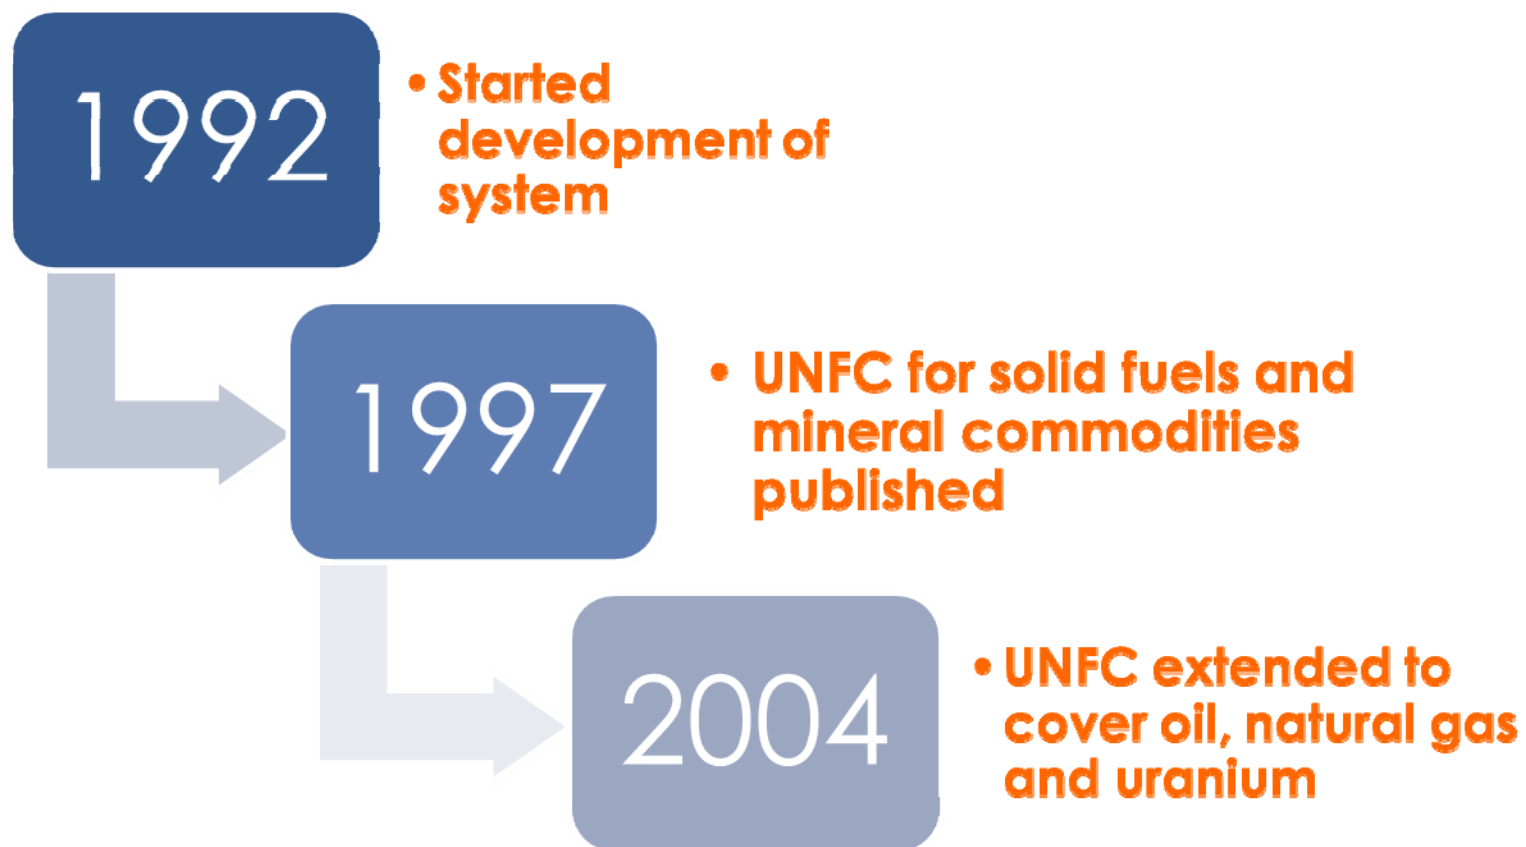 1992
• Started
development of
system
1997
• UNFC for solid fuels and
mineral commodities
published
2004
• UNFC extended to
cover oil, natural gas
and uranium